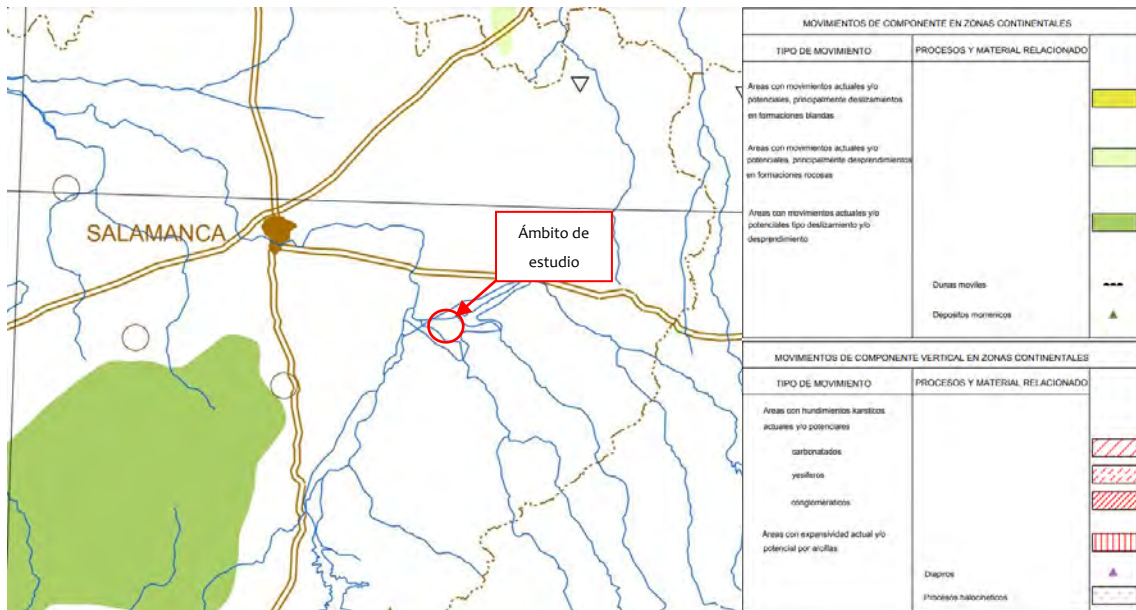 SALAMANCA
Ámbito de
estudio
MOVIMIENTOS DE COMPONENTE EN ZONAS CONTINENTALES
TIPO DE MOVIMIENTO
PROCESOS Y MATERIAL RELACIONADO
Areas con movimientos actuales y/o
potenciales, principalmente deslizamientos
en formaciones blandas
Areas con movimientos actuales y/o
potenciales, principalmente desprendimientos
en formaciones rocosas
Areas con movimientos actuales y/o
potenciales tipo deslizamiento y/o
desprendimiento
Dunas moviles
Depositos morrenicos
MOVIMIENTOS DE COMPONENTE VERTICAL EN ZONAS CONTINENTALES
TIPO DE MOVIMIENTO
PROCESOS Y MATERIAL RELACIONADO
Areas con hundimientos karsticos
actuales y/o potenciales
carbonatados
yesiferos
conglomeraticos
Areas con expansividad actual y/o
potencial por arcillas
Diapiros
Procesos halocineticos